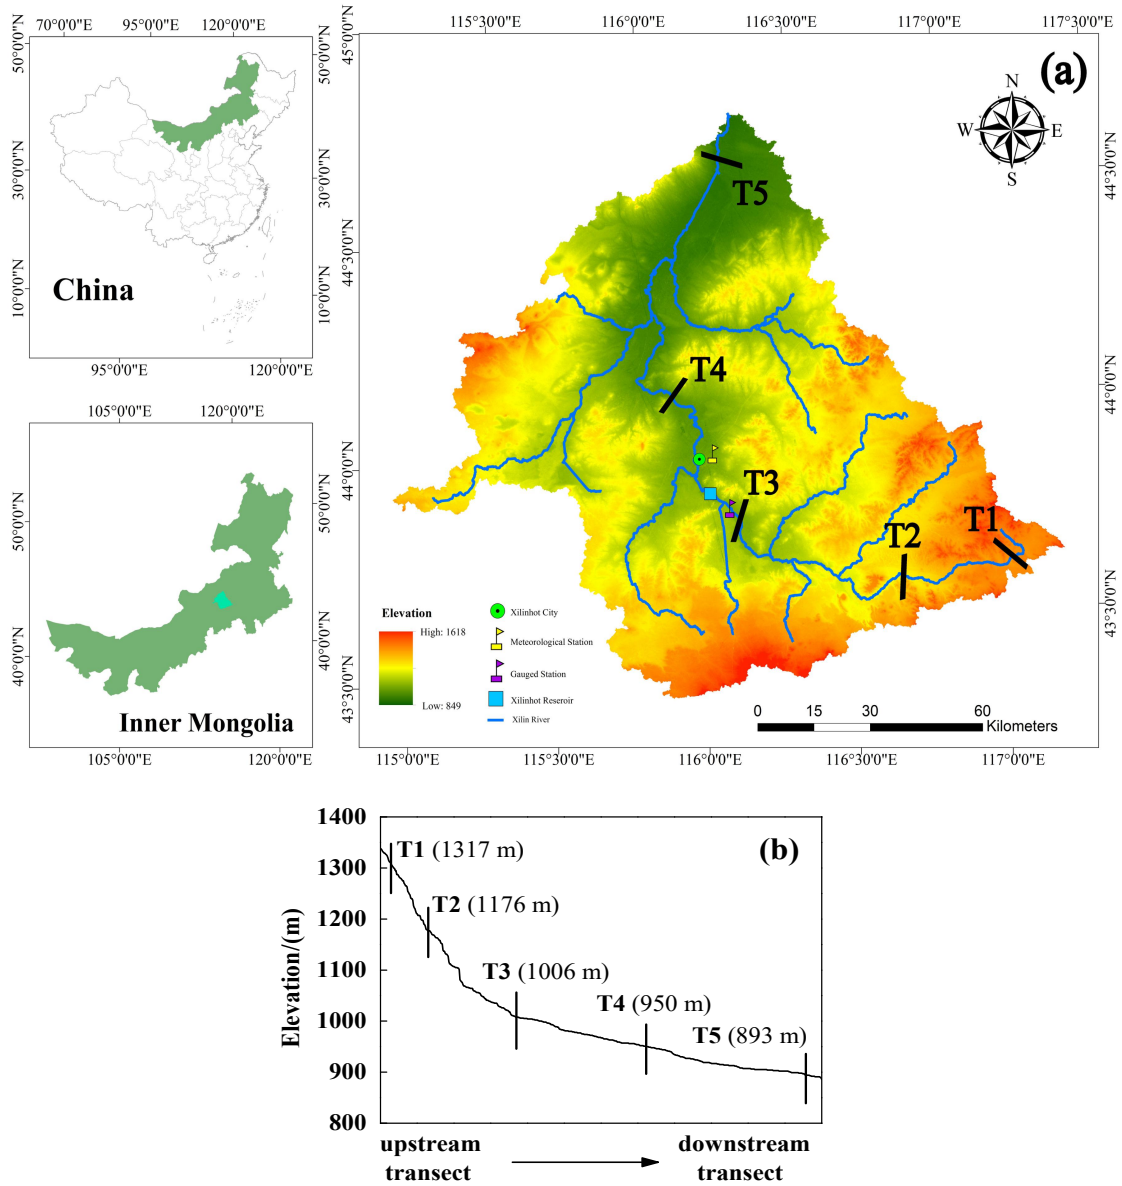 70°0'0"E 95°0'0"E 120°0'0"E
50°0'0"N 30°0'0"N 10°0'0"N
50°0'0"N 30°0'0"N 10°0'0"N
China
95°0'0"E 120°0'0"E
105°0'0"E 120°0'0"E
50°0'0"N 40°0'0"N
50°0'0"N 40°0'0"N
Inner Mongolia
105°0'0"E 120°0'0"E
115°30'0"E 116°0'0"E 116°30'0"E 117°0'0"E 117°30'0"E
45°0'0"N 44°30'0"N 44°0'0"N 43°30'0"N
44°30'0"N 44°0'0"N 43°30'0"N
(a)
N
W E
S
T5
T4
T3
T2
T1
Elevation
High: 1618
Low: 849
Xilinhot City
Meteorological Station
Gauged Station
Xilinhot Reseroir
Xilin River
0 15 30 60
Kilometers
115°0'0"E 115°30'0"E 116°0'0"E 116°30'0"E 117°0'0"E
(b)
Elevation/(m)
1400
1300
1200
1100
1000
900
800
T1 (1317 m)
T2 (1176 m)
T3 (1006 m)
T4 (950 m)
T5 (893 m)
upstream
transect
downstream
transect